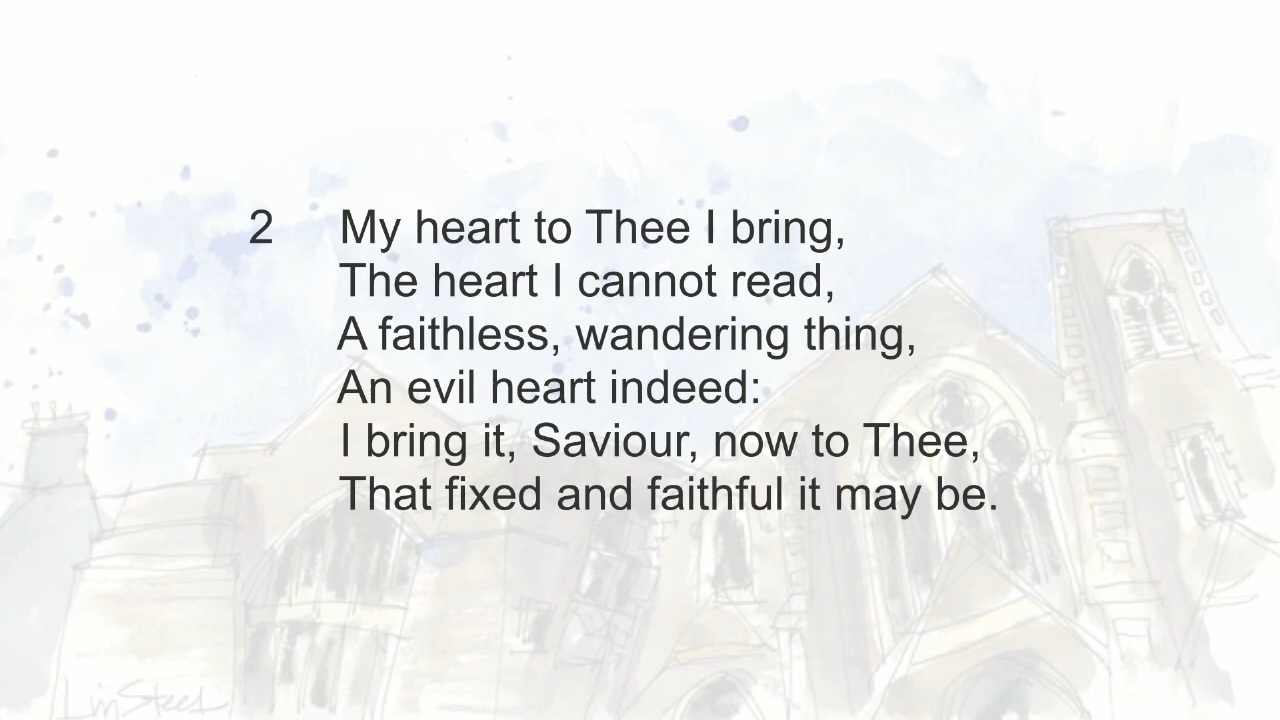 2 My heart to Thee I bring,
The heart I cannot read,
A faithless, wandering thing,
An evil heart indeed:
I bring it, Saviour, now to Thee,
That fixed and faithful it may be.